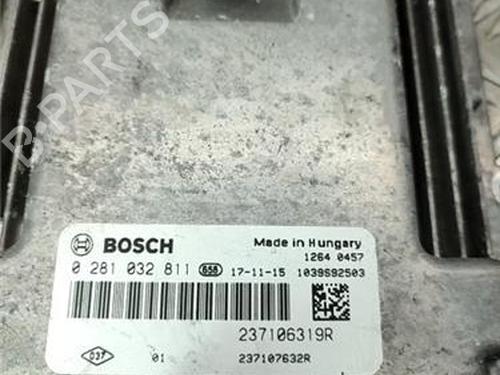 B-PARTS
BOSCH
Made in Hungary
1264 0457
0 281 032 811 658 17-11-15 1039S92503
237106319R
D37 01 237107632R